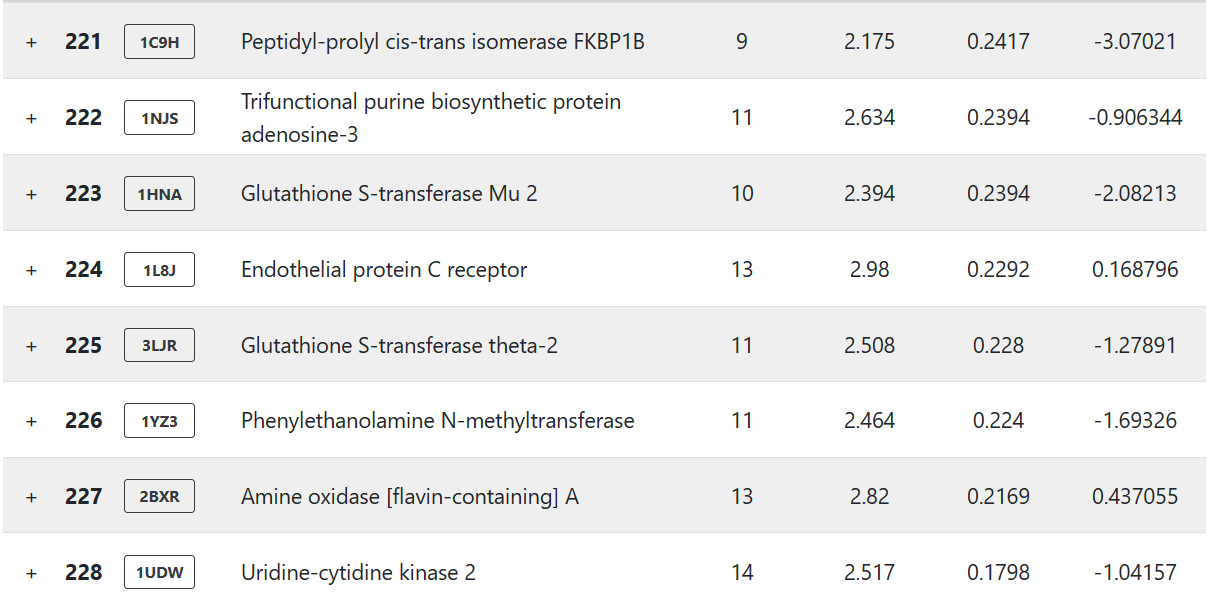 + 221 1C9H Peptidyl-prolyl cis-trans isomerase FKBP1B 9 2.175 0.2417 -3.07021
+ 222 1NJS Trifunctional purine biosynthetic protein 11 2.634 0.2394 -0.906344
adenosine-3
+ 223 1HNA Glutathione S-transferase Mu 2 10 2.394 0.2394 -2.08213
+ 224 1L8J Endothelial protein C receptor 13 2.98 0.2292 0.168796
+ 225 3LJR Glutathione S-transferase theta-2 11 2.508 0.228 -1.27891
+ 226 1YZ3 Phenylethanolamine N-methyltransferase 11 2.464 0.224 -1.69326
+ 227 2BXR Amine oxidase [flavin-containing] A 13 2.82 0.2169 0.437055
+ 228 1UDW Uridine-cytidine kinase 2 14 2.517 0.1798 -1.04157